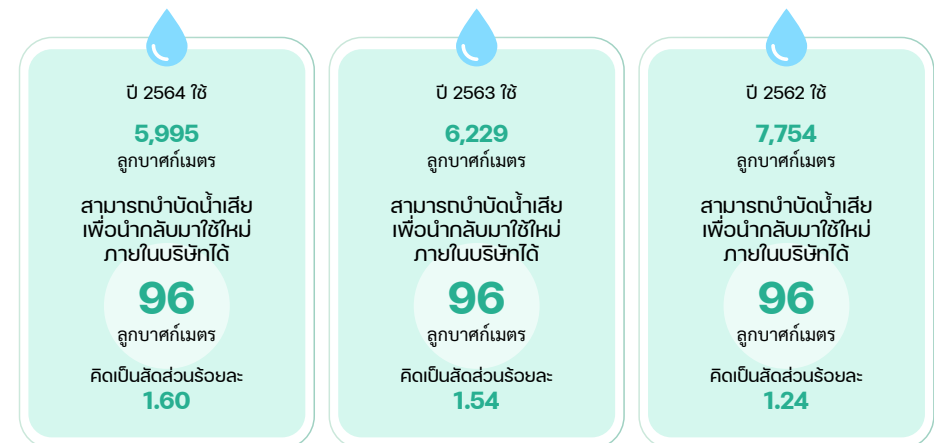 ปี 2564 ใช้
5,995
ลูกบาศก์เมตร
สามารถบำบัดน้ำเสีย
เพื่อนำกลับมาใช้ใหม่
ภายในบริษัทได้
96
ลูกบาศก์เมตร
คิดเป็นสัดส่วนร้อยละ
1.60
ปี 2563 ใช้
6,229
ลูกบาศก์เมตร
สามารถบำบัดน้ำเสีย
เพื่อนำกลับมาใช้ใหม่
ภายในบริษัทได้
96
ลูกบาศก์เมตร
คิดเป็นสัดส่วนร้อยละ
1.54
ปี 2562 ใช้
7,754
ลูกบาศก์เมตร
สามารถบำบัดน้ำเสีย
เพื่อนำกลับมาใช้ใหม่
ภายในบริษัทได้
96
ลูกบาศก์เมตร
คิดเป็นสัดส่วนร้อยละ
1.24